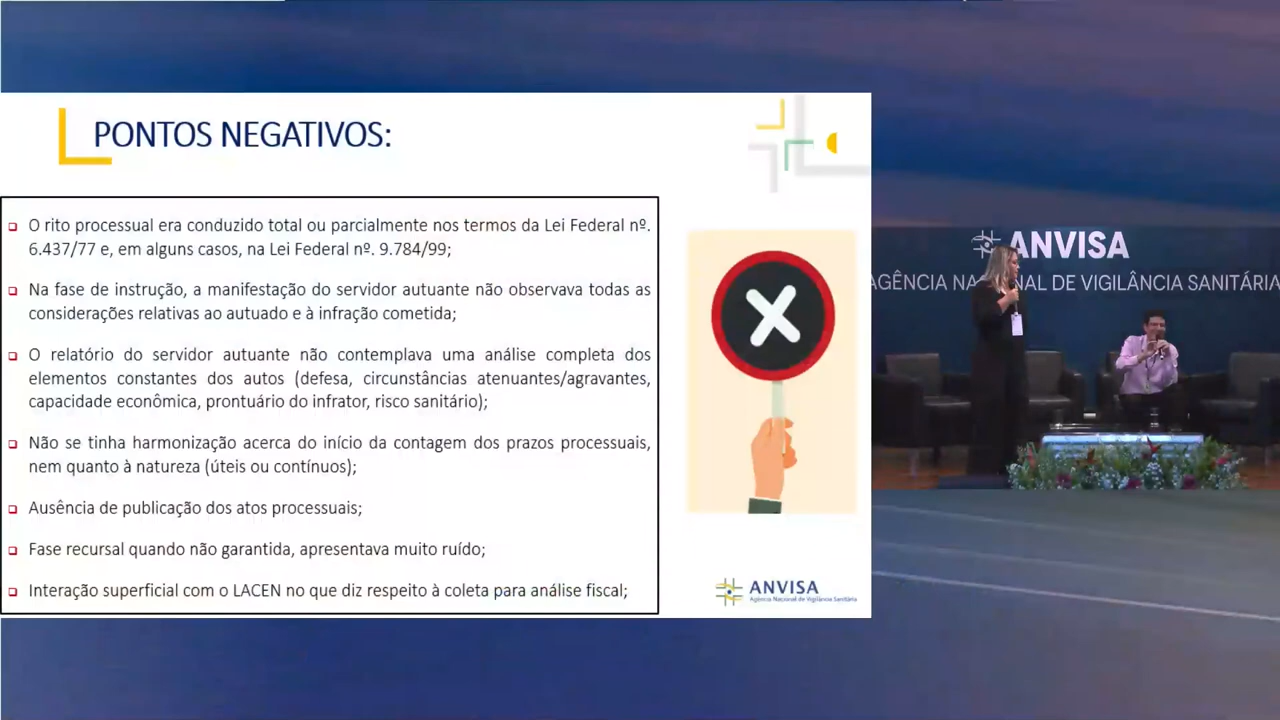 PONTOS NEGATIVOS:
O rito processual era conduzido total ou parcialmente nos termos da Lei Federal nº.
6.437/77 e, em alguns casos, na Lei Federal nº. 9.784/99;
Na fase de instrução, a manifestação do servidor autuante não observava todas as
considerações relativas ao autuado e à infração cometida;
O relatório do servidor autuante não contemplava uma análise completa dos
elementos constantes dos autos (defesa, circunstâncias atenuantes/agravantes,
capacidade econômica, prontuário do infrator, risco sanitário);
Não se tinha harmonização acerca do início da contagem dos prazos processuais,
nem quanto à natureza (úteis ou contínuos);
Ausência de publicação dos atos processuais;
Fase recursal quando não garantida, apresentava muito ruído;
Interação superficial com o LACEN no que diz respeito à coleta para análise fiscal;
ANVISA
Agência Nacional de Vigilância Sanitária
ANVISA
AGÊNCIA NA NAL DE VIGILÂNCIA SANITÁRIA